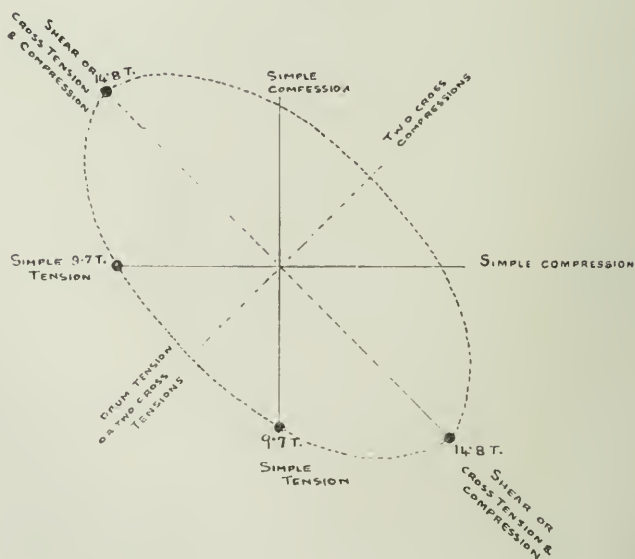 SHEAR OR
CROSS TENSION
& COMPRESSION
14·8 T.
SIMPLE
COMFESSION
TWO CROSS
COMPRESSIONS
SIMPLE 9·7 T.
TENSION
SIMPLE COMPRESSION
DRUM TENSION
OR TWO CROSS
TENSIONS
9·7 T.
SIMPLE
TENSION
14·8 T.
SHEAR OR
CROSS TENSION &
COMPRESSION